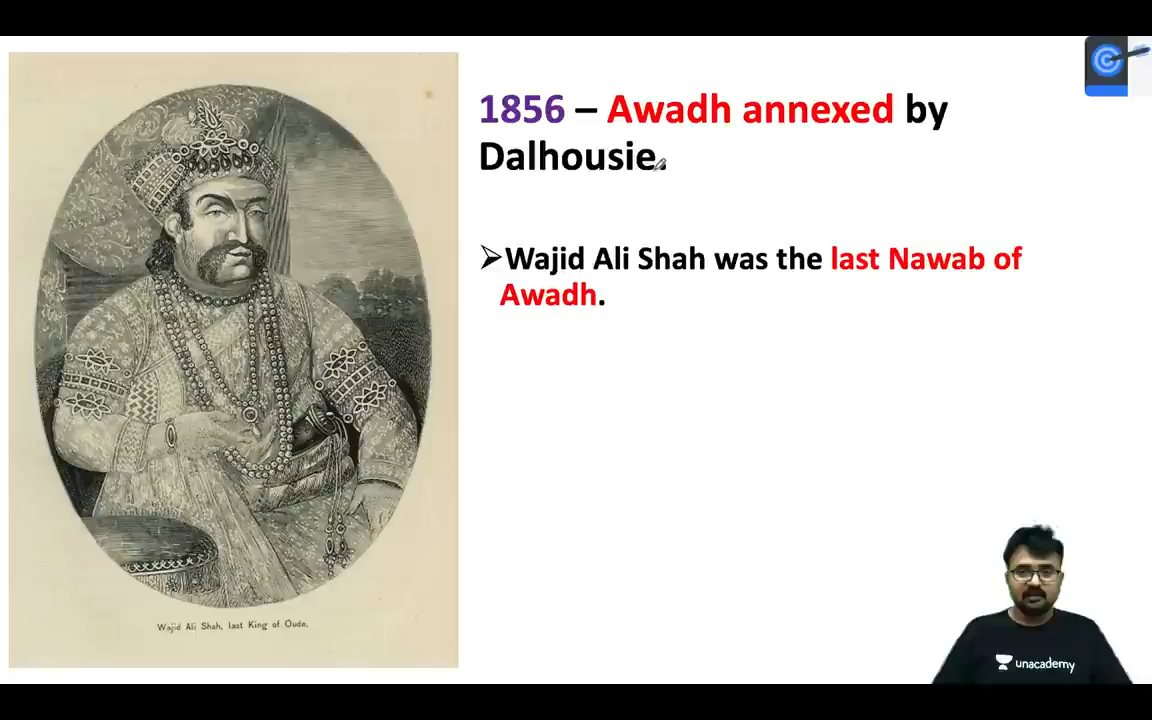 1856 – Awadh annexed by
Dalhousie.
➢Wajid Ali Shah was the last Nawab of
Awadh.
Wajid Ali Shah, last King of Oude.
unacademy